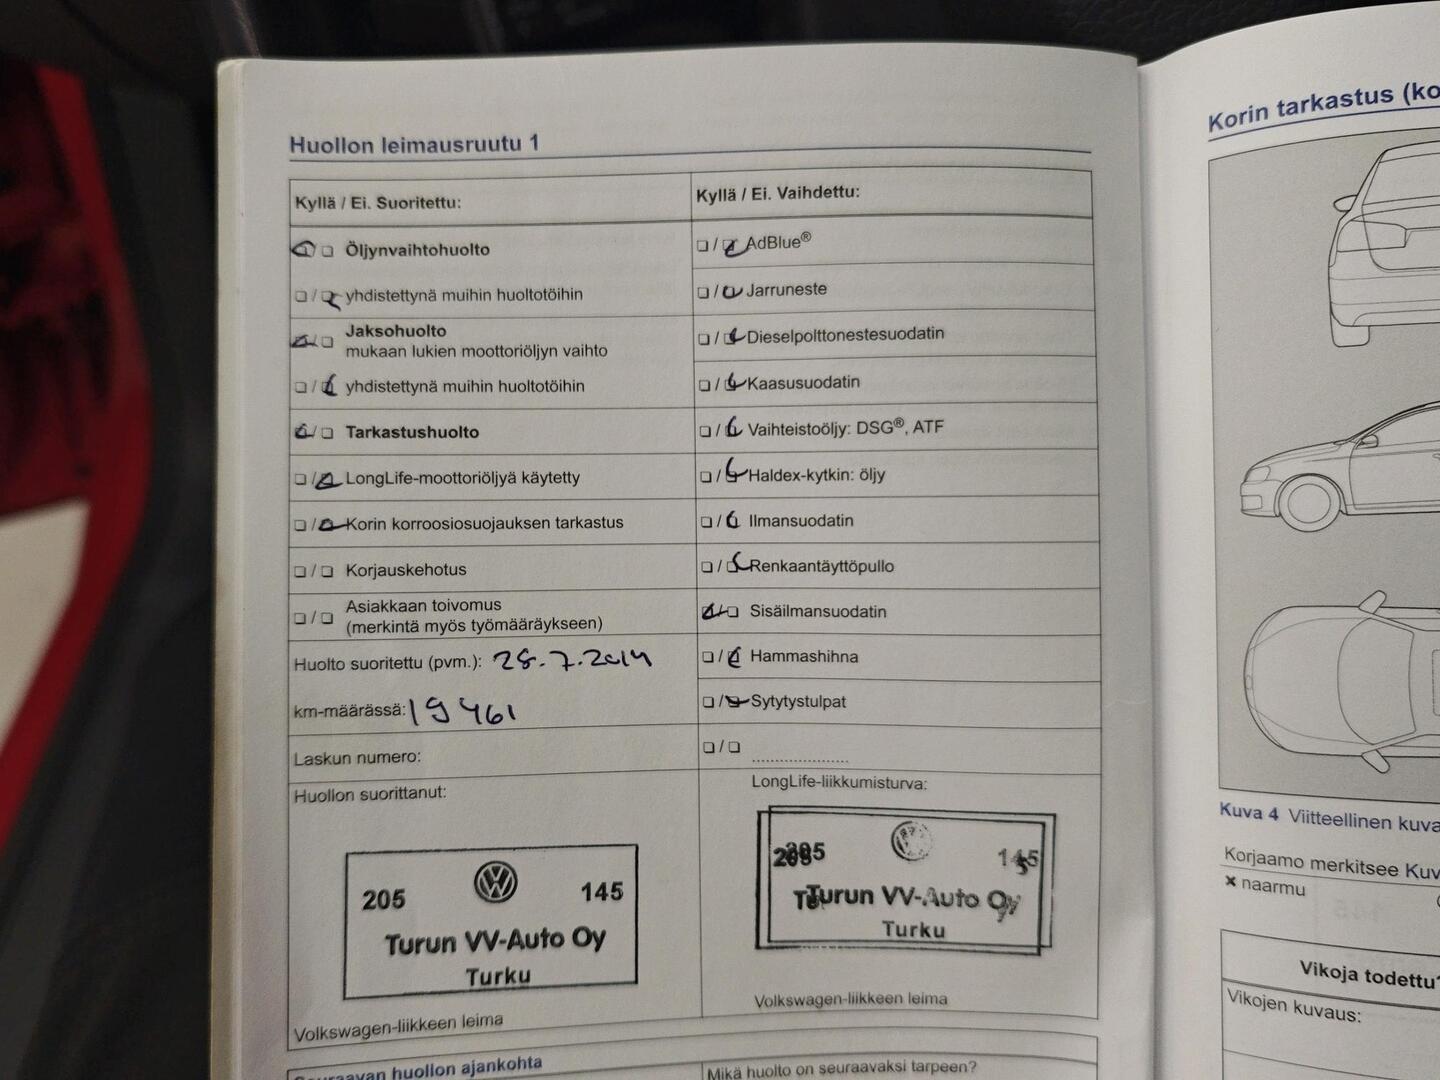 Huollon leimausruutu 1
Kyllä / Ei. Suoritettu:
Öljynvaihtohuolto
yhdistettynä muihin huoltotöihin
Jaksohuolto
mukaan lukien moottoriöljyn vaihto
yhdistettynä muihin huoltotöihin
Tarkastushuolto
LongLife-moottoriöljyä käytetty
Korin korroosiosuojauksen tarkastus
Korjauskehotus
Asiakkaan toivomus
(merkintä myös työmääräykseen)
Huolto suoritettu (pvm.): 28.7.2014
km-määrässä: 19461
Laskun numero:
Huollon suorittanut:
205 145
Turun VV-Auto Oy
Turku
Volkswagen-liikkeen leima
Kyllä / Ei. Vaihdettu:
AdBlue®
Jarruneste
Dieselpolttonestesuodatin
Kaasusuodatin
Vaihteistoöljy: DSG®, ATF
Haldex-kytkin: öljy
Ilmansuodatin
Renkaantäyttöpullo
Sisäilmansuodatin
Hammashihna
Sytytystulpat
....................
LongLife-liikkumisturva:
205 145
Turun VV-Auto Oy
Turku
Volkswagen-liikkeen leima
Seuraavan huollon ajankohta
Mikä huolto on seuraavaksi tarpeen?
Korin tarkastus (ko
Kuva 4 Viitteellinen kuva
Korjaamo merkitsee Kuv
× naarmu
Vikoja todettu?
Vikojen kuvaus: